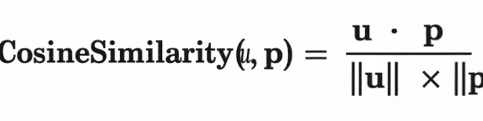 CosineSimilarity(u, p) = u · p / ||u|| × ||p